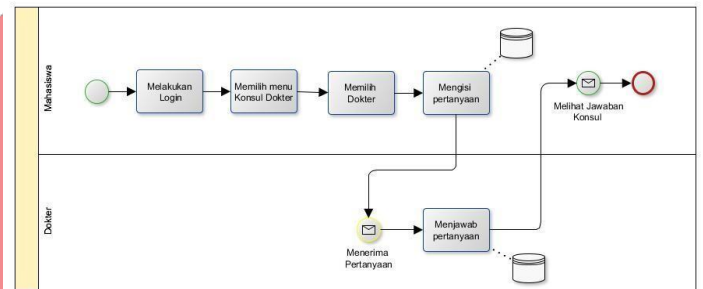 Mahasiswa
Melakukan
Login
Memilih menu
Konsul Dokter
Memilih
Dokter
Mengisi
pertanyaan
Melihat Jawaban
Konsul
Dokter
Menerima
Pertanyaan
Menjawab
pertanyaan